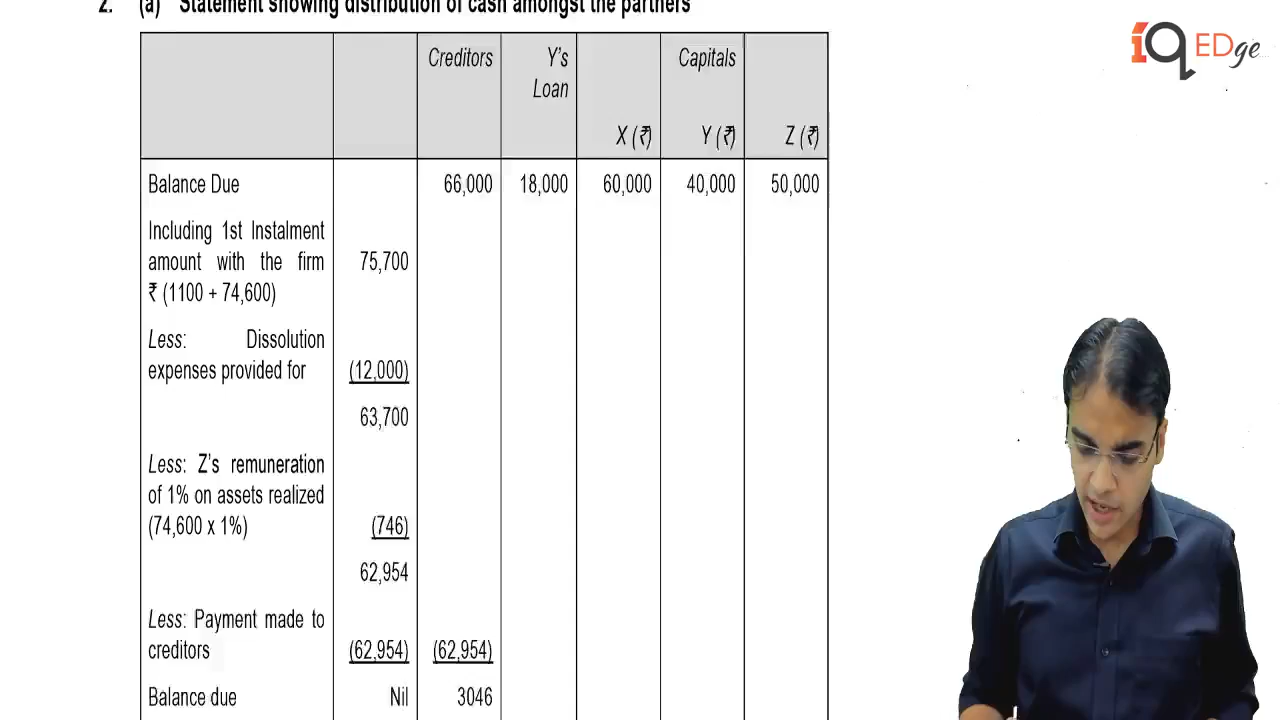 2. (a) Statement showing distribution of cash amongst the partners
iQ EDge
Creditors Y's Capitals
Loan
X (₹) Y (₹) Z (₹)
Balance Due 66,000 18,000 60,000 40,000 50,000
Including 1st Instalment
amount with the firm 75,700
₹ (1100 + 74,600)
Less: Dissolution
expenses provided for (12,000)
63,700
Less: Z's remuneration
of 1% on assets realized
(74,600 x 1%) (746)
62,954
Less: Payment made to
creditors (62,954) (62,954)
Balance due Nil 3046